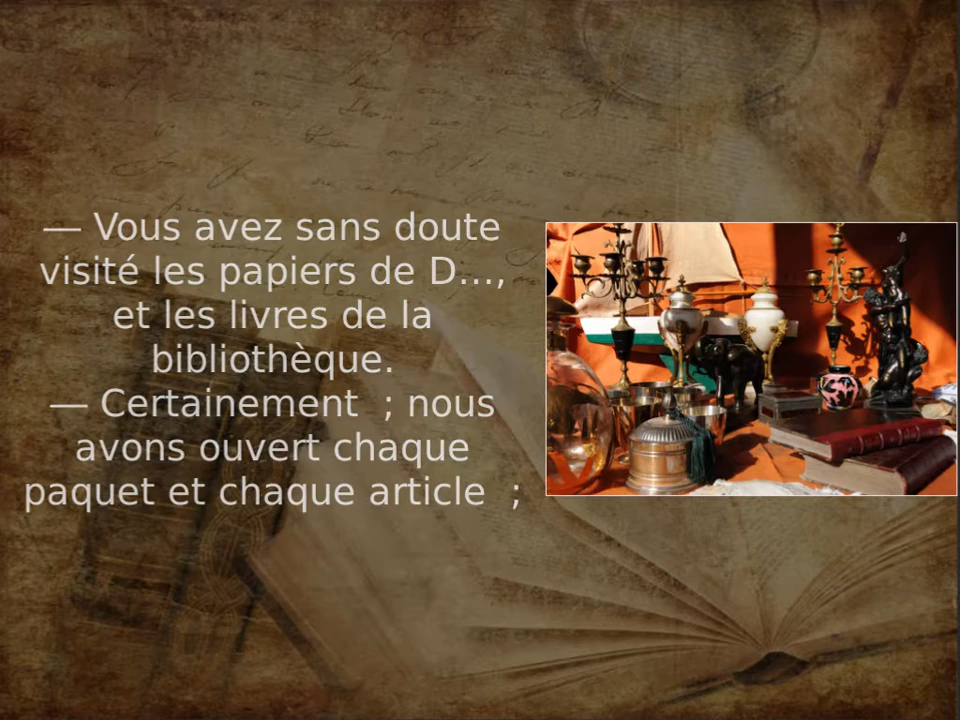 — Vous avez sans doute
visité les papiers de D…,
et les livres de la
bibliothèque.
— Certainement  ; nous
avons ouvert chaque
paquet et chaque article  ;